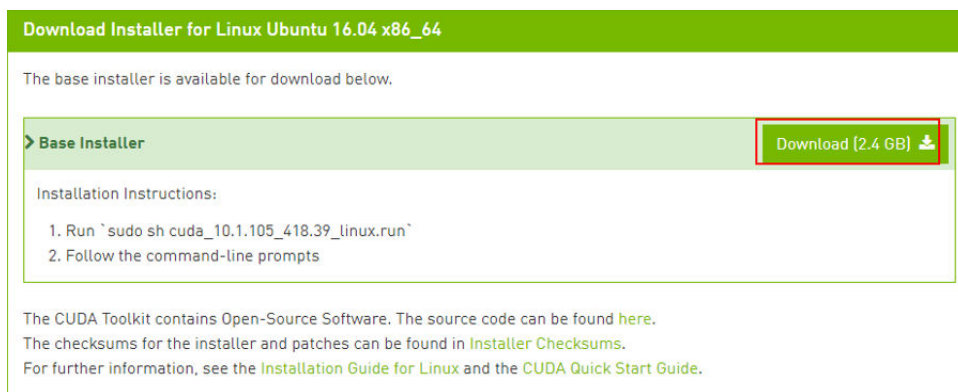 Download Installer for Linux Ubuntu 16.04 x86_64
The base installer is available for download below.
Base Installer
Download (2.4 GB)
Installation Instructions:
1. Run `sudo sh cuda_10.1.105_418.39_linux.run`
2. Follow the command-line prompts
The CUDA Toolkit contains Open-Source Software. The source code can be found here.
The checksums for the installer and patches can be found in Installer Checksums.
For further information, see the Installation Guide for Linux and the CUDA Quick Start Guide.